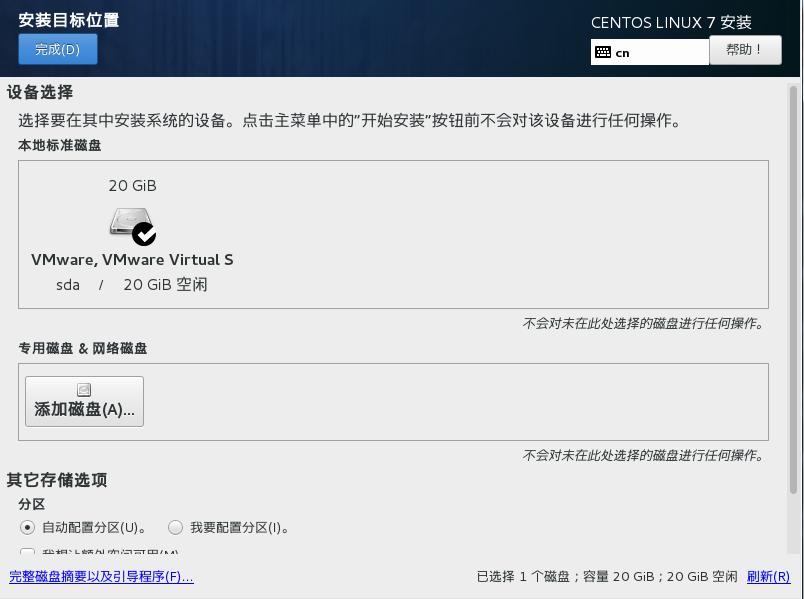 安装目标位置
CENTOS LINUX 7 安装
完成(D)
cn
帮助！
设备选择
选择要在其中安装系统的设备。点击主菜单中的"开始安装"按钮前不会对该设备进行任何操作。
本地标准磁盘
20 GiB
VMware, VMware Virtual S
sda / 20 GiB 空闲
不会对未在此处选择的磁盘进行任何操作。
专用磁盘 & 网络磁盘
添加磁盘(A)...
不会对未在此处选择的磁盘进行任何操作。
其它存储选项
分区
自动配置分区(U)。 我要配置分区(I)。
我想让额外空间可用(M)
完整磁盘摘要以及引导程序(F)...
已选择 1 个磁盘；容量 20 GiB；20 GiB 空闲 刷新(R)